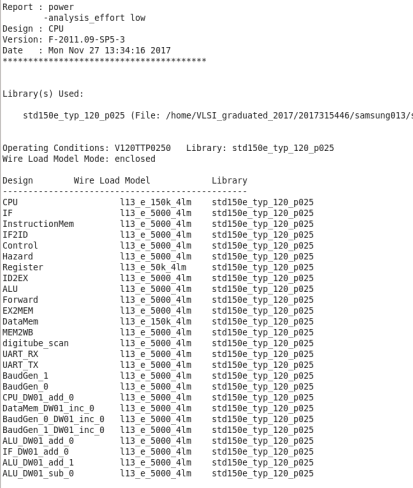 Report : power
        -analysis_effort low
Design : CPU
Version: F-2011.09-SP5-3
Date   : Mon Nov 27 13:34:16 2017
****************************************
Library(s) Used:
    std150e_typ_120_p025 (File: /home/VLSI_graduated_2017/2017315446/samsung013/s
Operating Conditions: V120TTP0250   Library: std150e_typ_120_p025
Wire Load Model Mode: enclosed
Design        Wire Load Model            Library
------------------------------------------------
CPU                    l13_e_150k_4lm    std150e_typ_120_p025
IF                     l13_e_5000_4lm    std150e_typ_120_p025
InstructionMem         l13_e_5000_4lm    std150e_typ_120_p025
IF2ID                  l13_e_5000_4lm    std150e_typ_120_p025
Control                l13_e_5000_4lm    std150e_typ_120_p025
Hazard                 l13_e_5000_4lm    std150e_typ_120_p025
Register               l13_e_50k_4lm     std150e_typ_120_p025
ID2EX                  l13_e_5000_4lm    std150e_typ_120_p025
ALU                    l13_e_5000_4lm    std150e_typ_120_p025
Forward                l13_e_5000_4lm    std150e_typ_120_p025
EX2MEM                 l13_e_5000_4lm    std150e_typ_120_p025
DataMem                l13_e_150k_4lm    std150e_typ_120_p025
MEM2WB                 l13_e_5000_4lm    std150e_typ_120_p025
digitube_scan          l13_e_5000_4lm    std150e_typ_120_p025
UART_RX                l13_e_5000_4lm    std150e_typ_120_p025
UART_TX                l13_e_5000_4lm    std150e_typ_120_p025
BaudGen_1              l13_e_5000_4lm    std150e_typ_120_p025
BaudGen_0              l13_e_5000_4lm    std150e_typ_120_p025
CPU_DW01_add_0         l13_e_5000_4lm    std150e_typ_120_p025
DataMem_DW01_inc_0     l13_e_5000_4lm    std150e_typ_120_p025
BaudGen_0_DW01_inc_0   l13_e_5000_4lm    std150e_typ_120_p025
BaudGen_1_DW01_inc_0   l13_e_5000_4lm    std150e_typ_120_p025
ALU_DW01_add_0         l13_e_5000_4lm    std150e_typ_120_p025
IF_DW01_add_0          l13_e_5000_4lm    std150e_typ_120_p025
ALU_DW01_add_1         l13_e_5000_4lm    std150e_typ_120_p025
ALU_DW01_sub_0         l13_e_5000_4lm    std150e_typ_120_p025